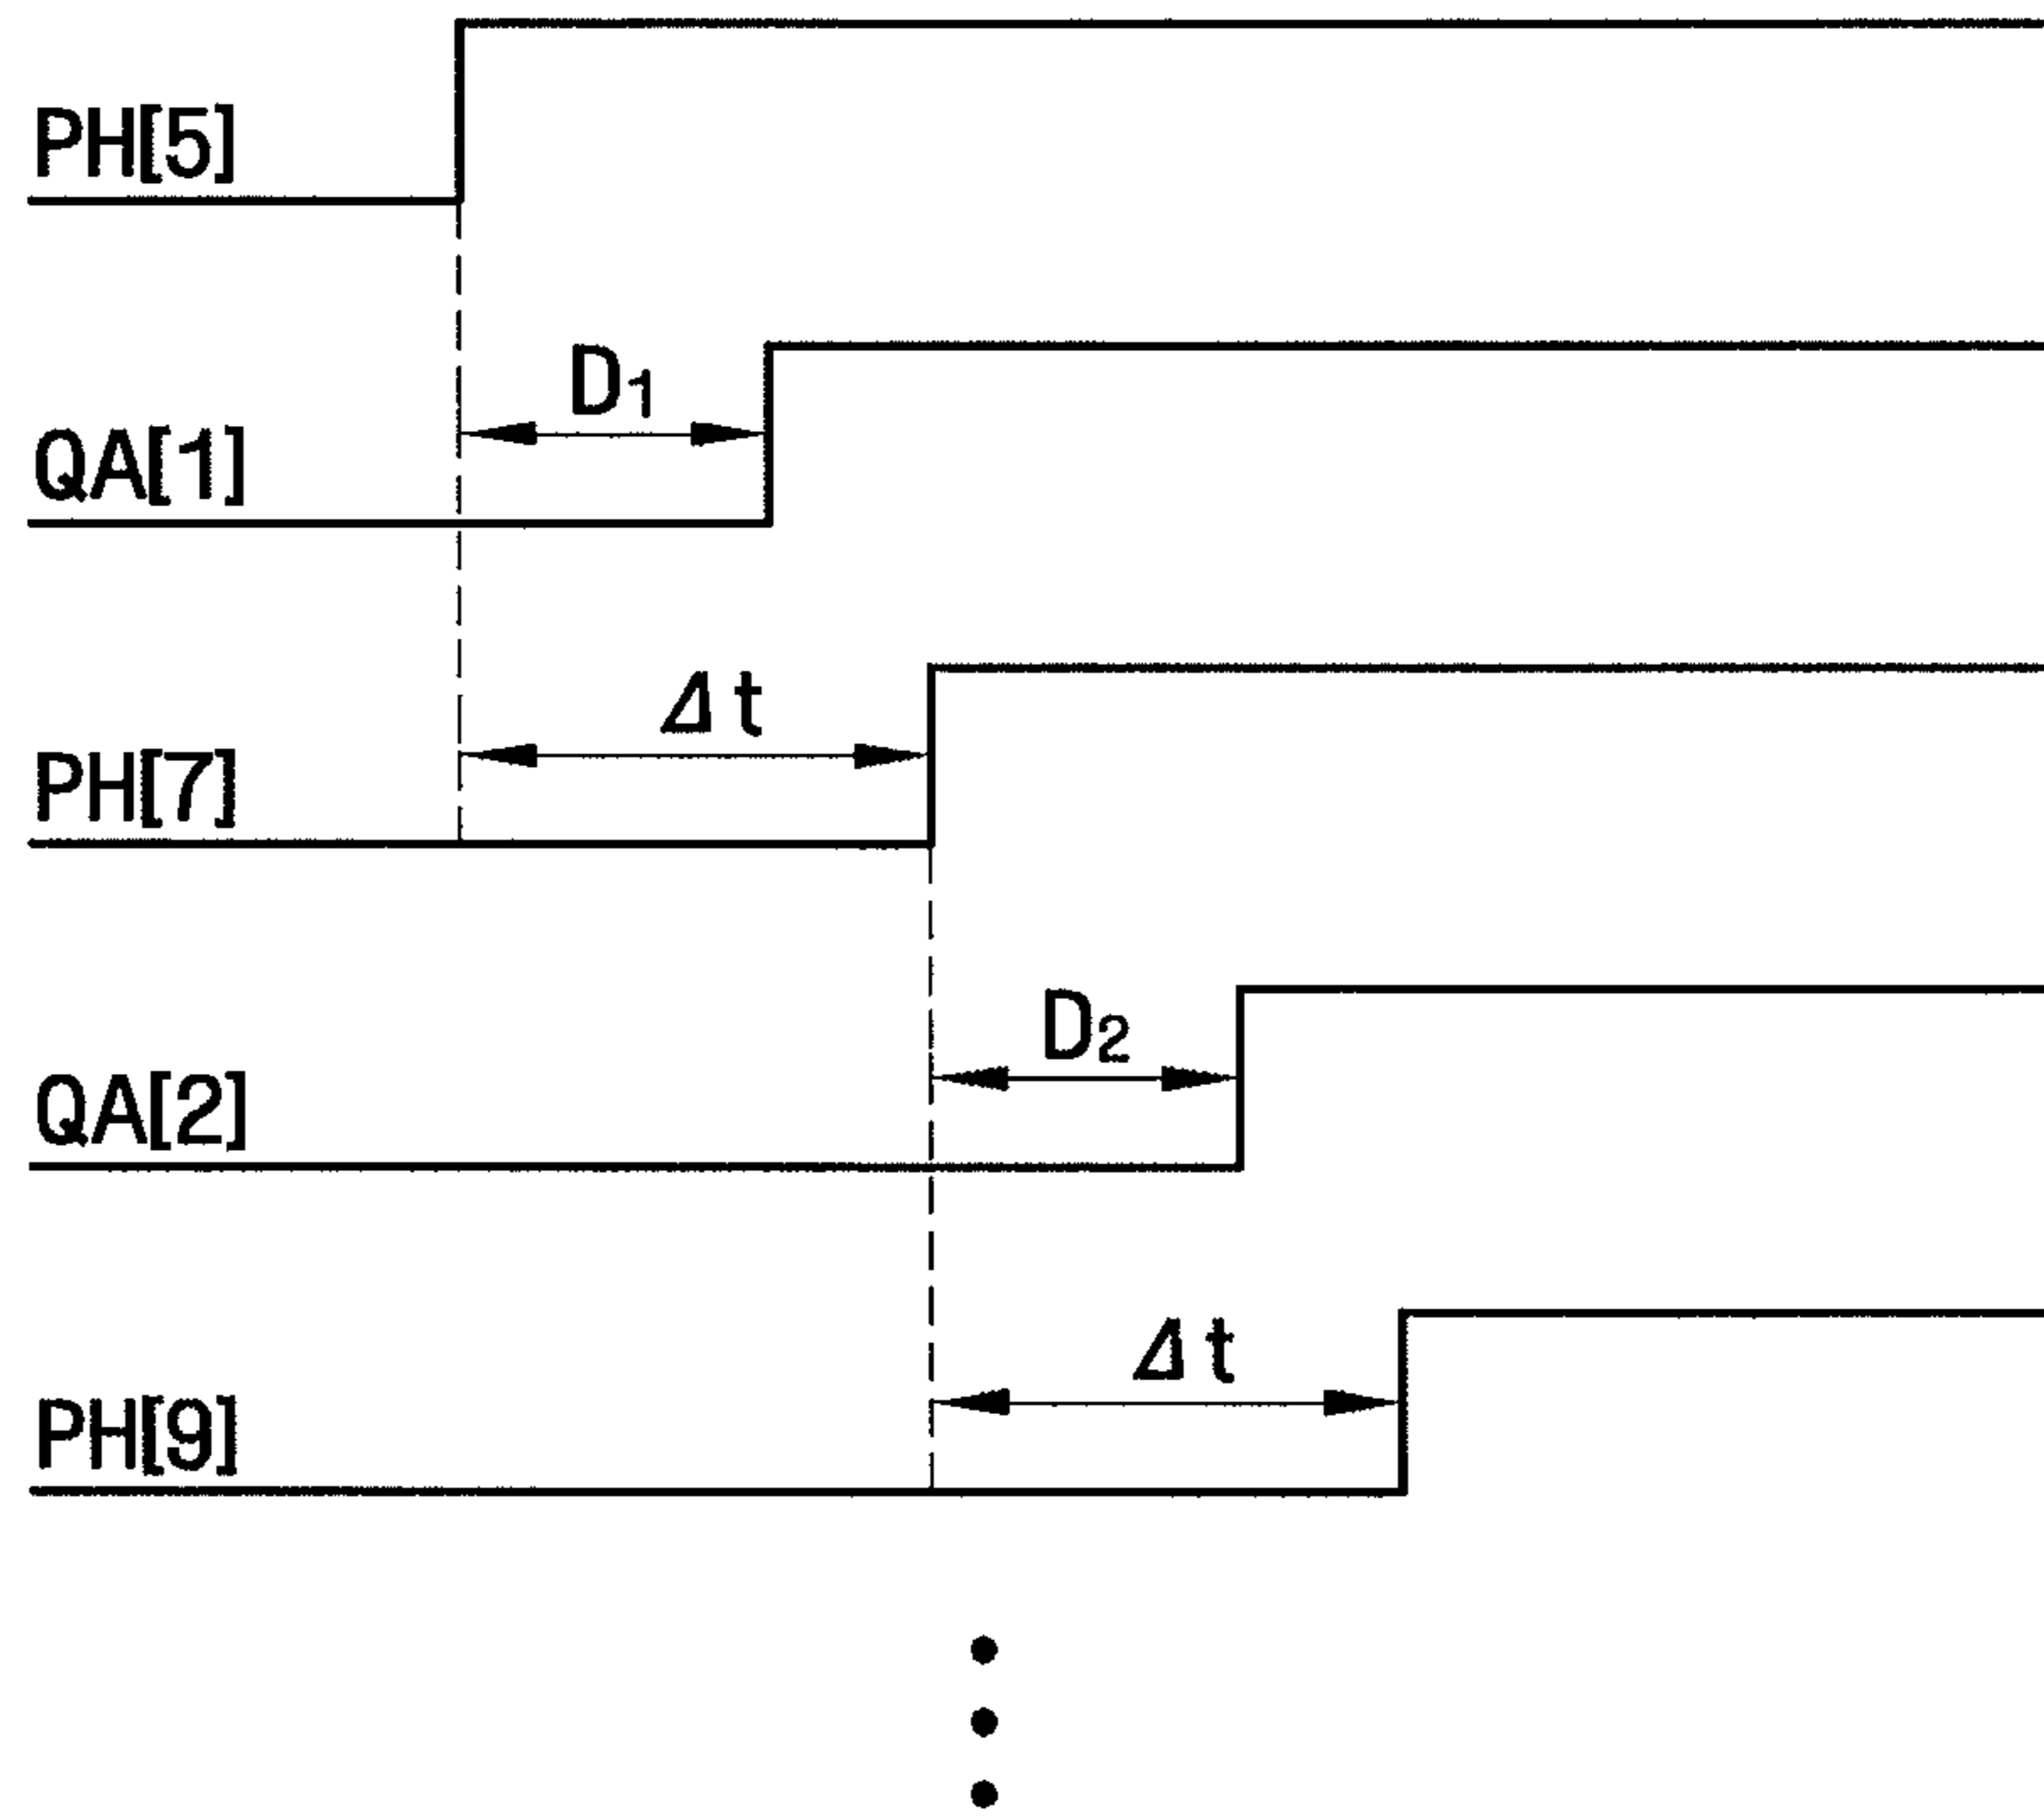 PH[5]
D1
QA[1]
Δt
PH[7]
D2
QA[2]
Δt
PH[9]